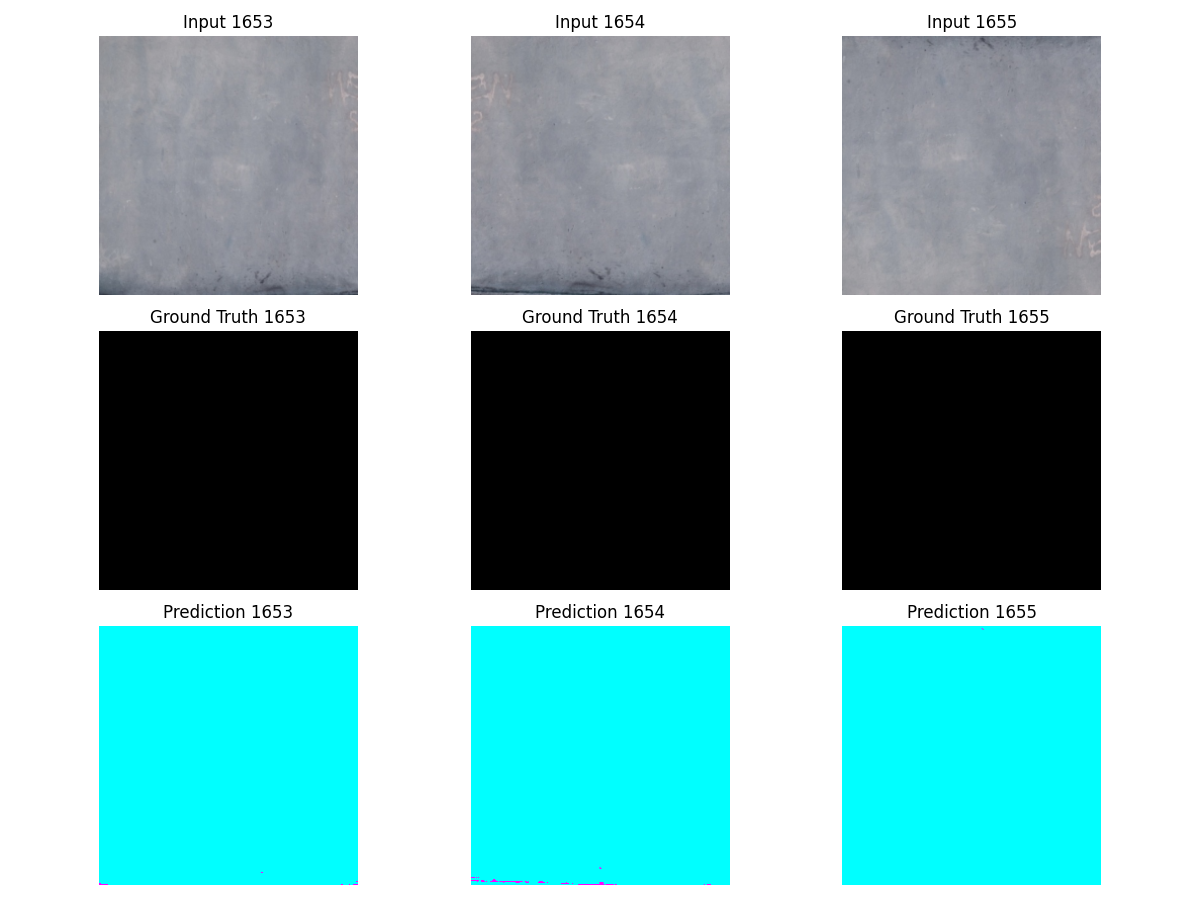 Input 1653
Input 1654
Input 1655
Ground Truth 1653
Ground Truth 1654
Ground Truth 1655
Prediction 1653
Prediction 1654
Prediction 1655